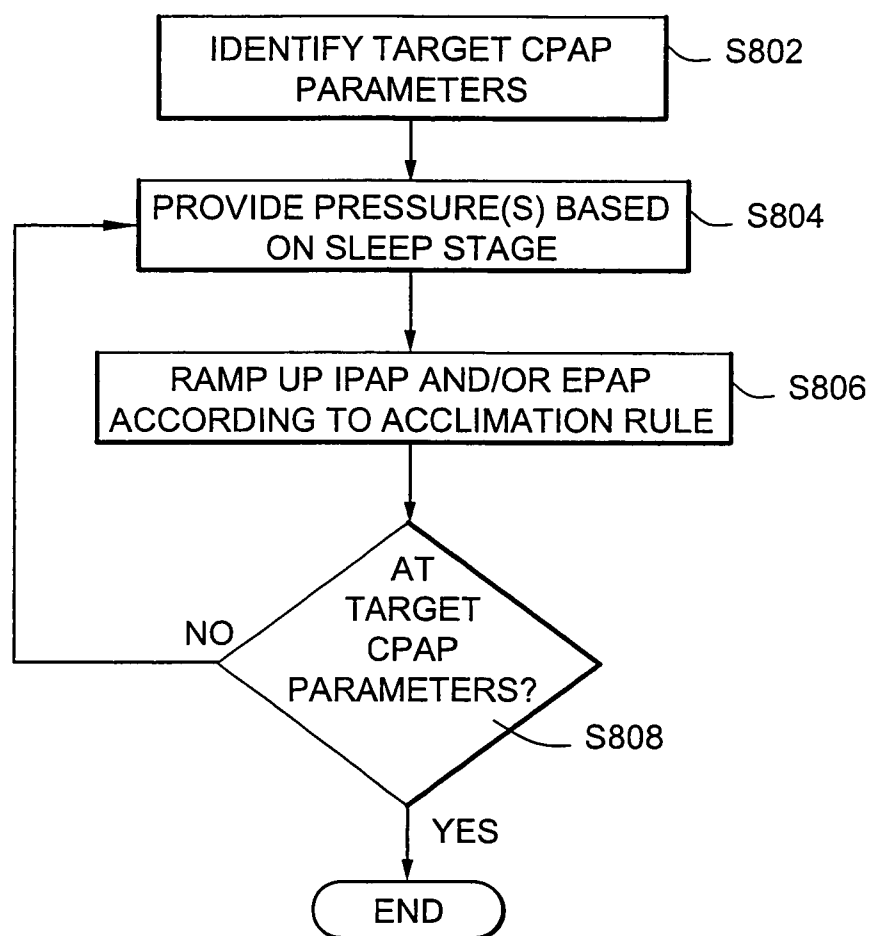 IDENTIFY TARGET CPAP
PARAMETERS
S802
PROVIDE PRESSURE(S) BASED
ON SLEEP STAGE
S804
RAMP UP IPAP AND/OR EPAP
ACCORDING TO ACCLIMATION RULE
S806
AT
TARGET
CPAP
PARAMETERS?
NO
S808
YES
END